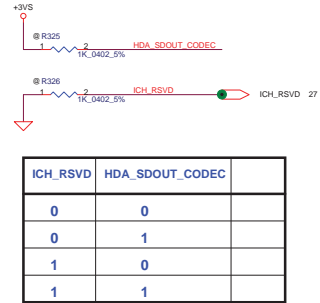 +3VS
@ R325
1 2 HDA_SDOUT_CODEC
1K_0402_5%
@ R326
1 2 ICH_RSVD ICH_RSVD 27
1K_0402_5%
ICH_RSVD HDA_SDOUT_CODEC
0 0
0 1
1 0
1 1